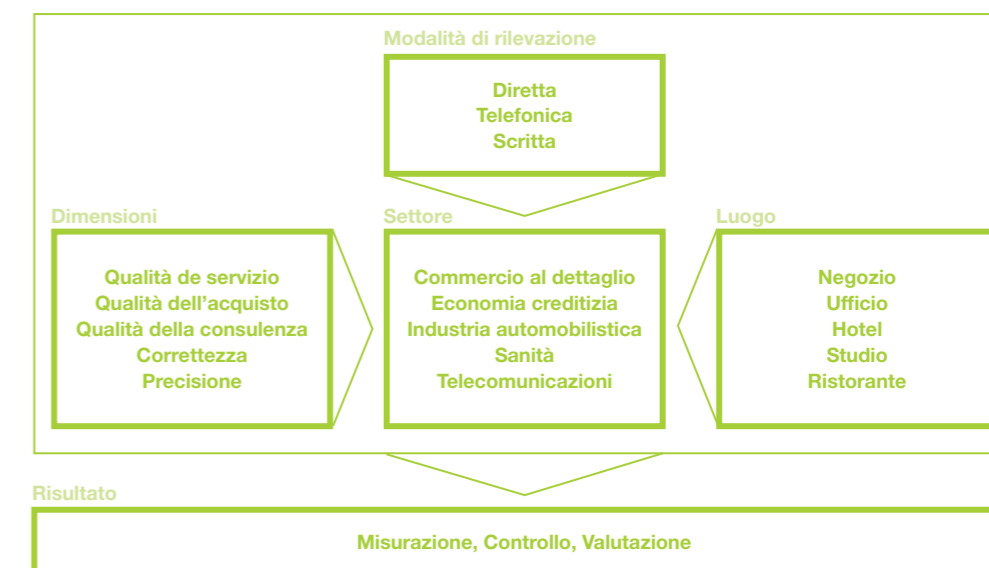 Modalità di rilevazione
Diretta
Telefonica
Scritta
Dimensioni
Qualità de servizio
Qualità dell'acquisto
Qualità della consulenza
Correttezza
Precisione
Settore
Commercio al dettaglio
Economia creditizia
Industria automobilistica
Sanità
Telecomunicazioni
Luogo
Negozio
Ufficio
Hotel
Studio
Ristorante
Risultato
Misurazione, Controllo, Valutazione